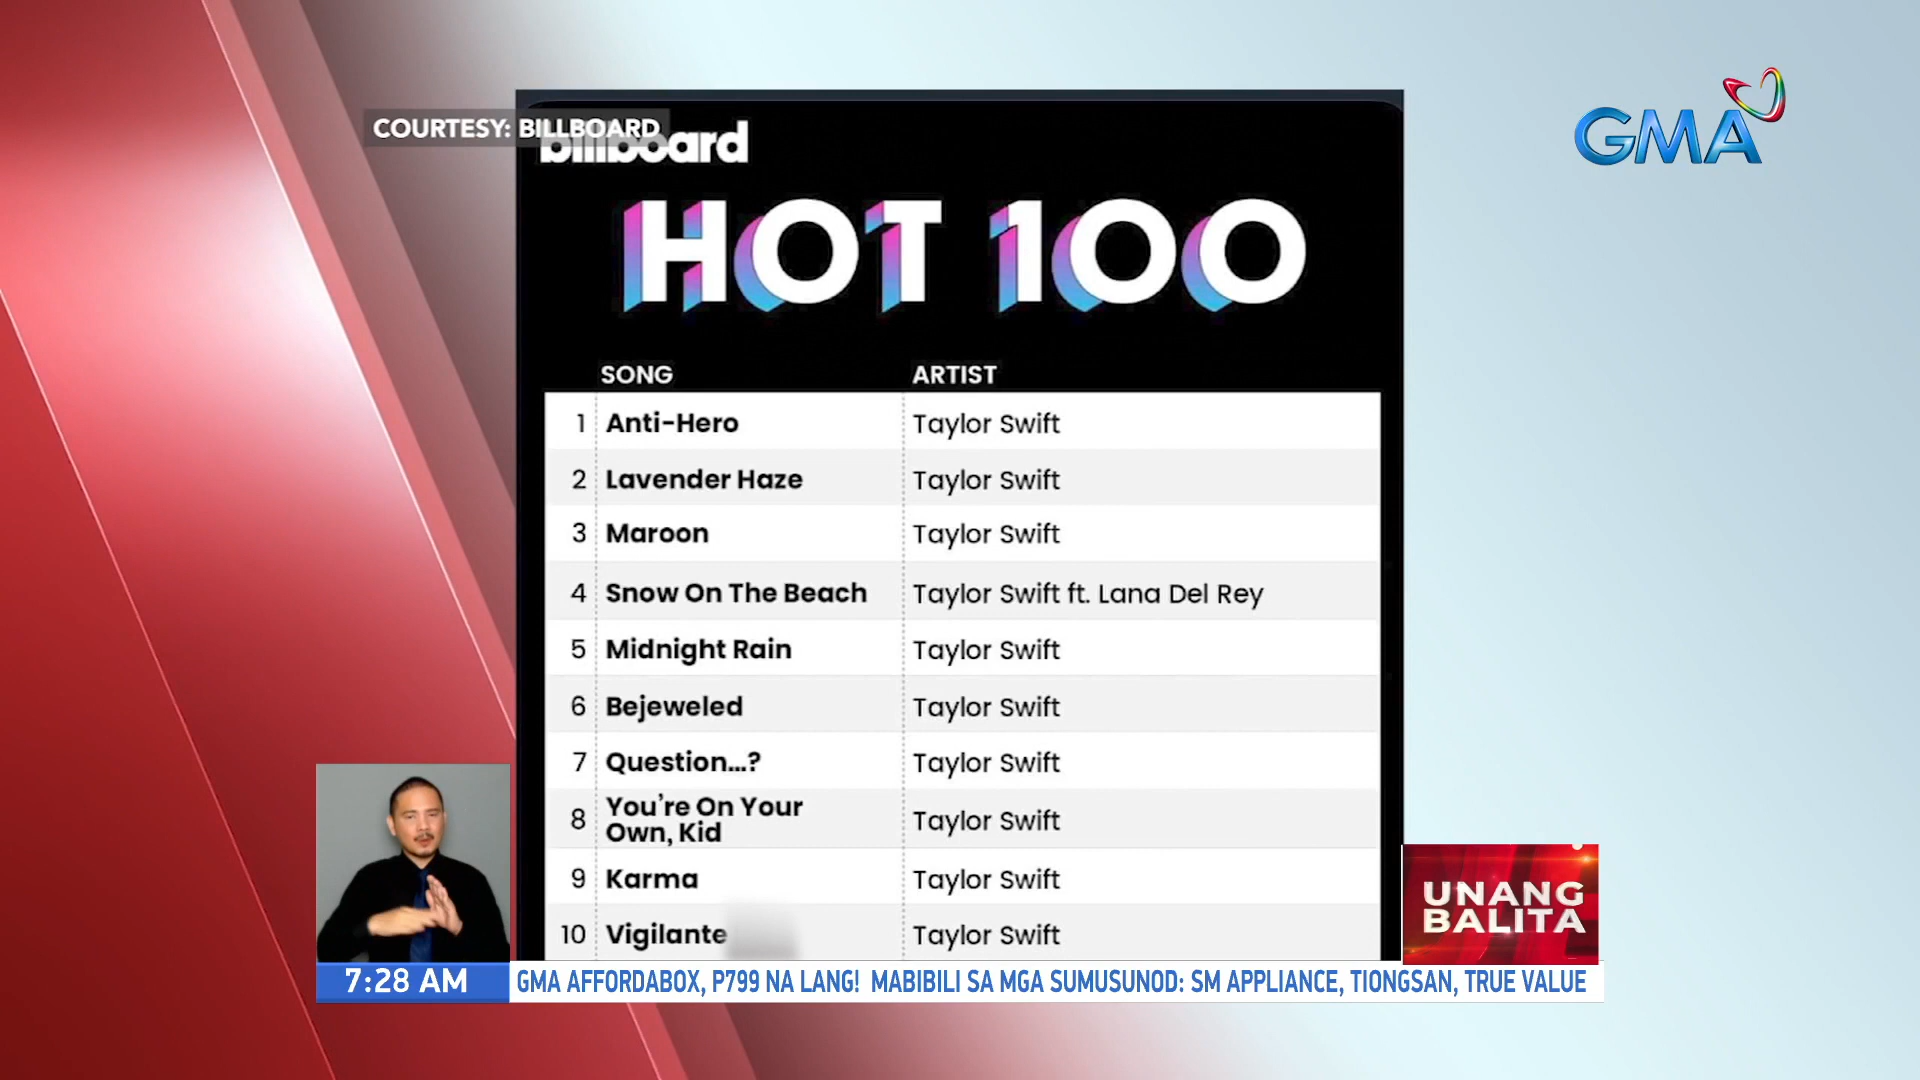 COURTESY: BILLBOARD
billboard
GMA
HOT 100
SONG ARTIST
1 Anti-Hero Taylor Swift
2 Lavender Haze Taylor Swift
3 Maroon Taylor Swift
4 Snow On The Beach Taylor Swift ft. Lana Del Rey
5 Midnight Rain Taylor Swift
6 Bejeweled Taylor Swift
7 Question...? Taylor Swift
8 You're On Your
Own, Kid Taylor Swift
9 Karma Taylor Swift
10 Vigilante Taylor Swift
UNANG
BALITA
7:28 AM
GMA AFFORDABOX, P799 NA LANG! MABIBILI SA MGA SUMUSUNOD: SM APPLIANCE, TIONGSAN, TRUE VALUE